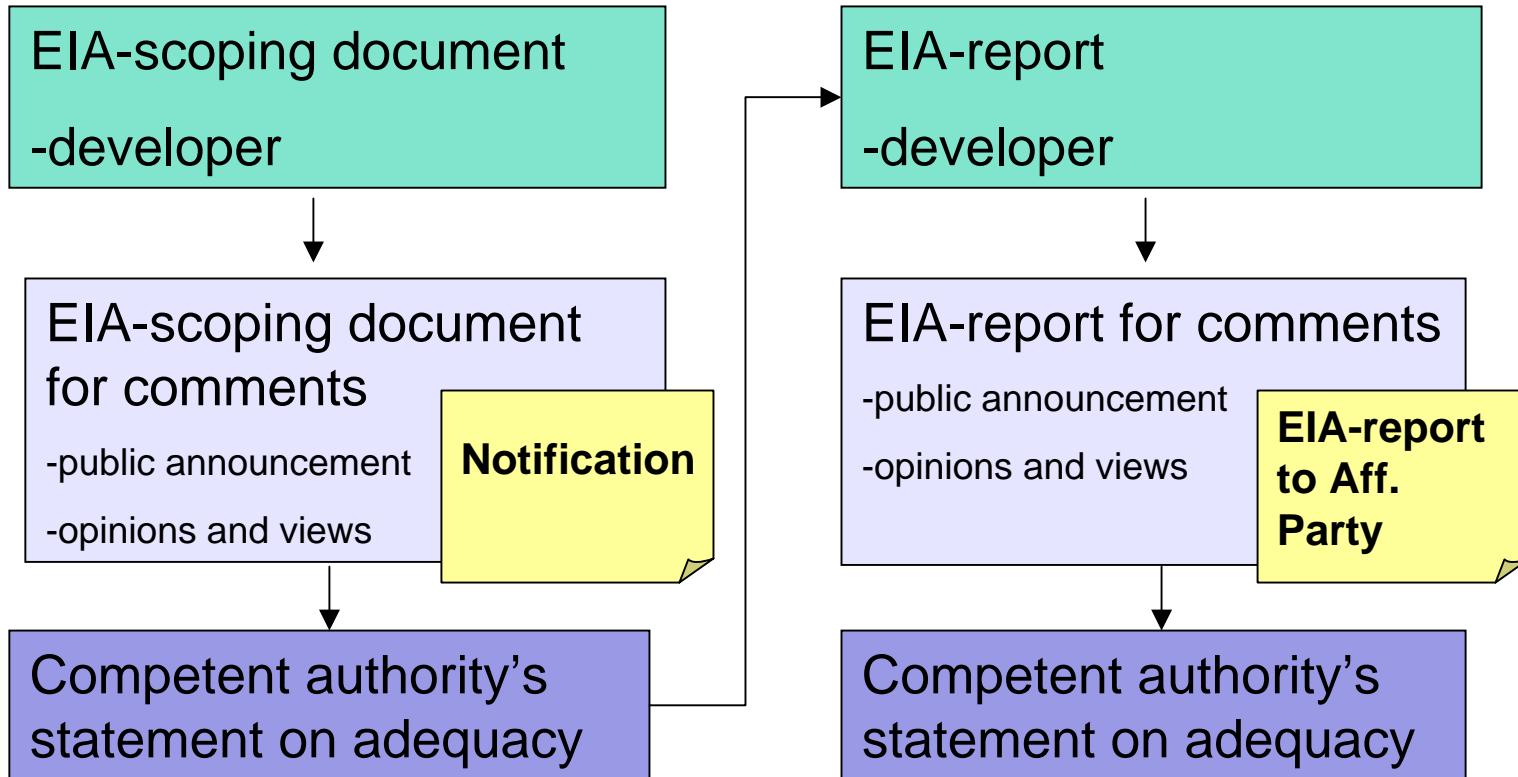 EIA-scoping document
-developer
EIA-scoping document
for comments
-public announcement
-opinions and views
Notification
Competent authority’s
statement on adequacy
EIA-report
-developer
EIA-report for comments
-public announcement
-opinions and views
EIA-report
to Aff.
Party
Competent authority’s
statement on adequacy